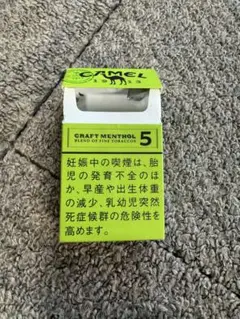 CAMEL
1913
CRAFT MENTHOL 5
BLEND OF FINE TOBACCOS
妊娠中の喫煙は、胎
児の発育不全のほ
か、早産や出生体重
の減少、乳幼児突然
死症候群の危険性を
高めます。